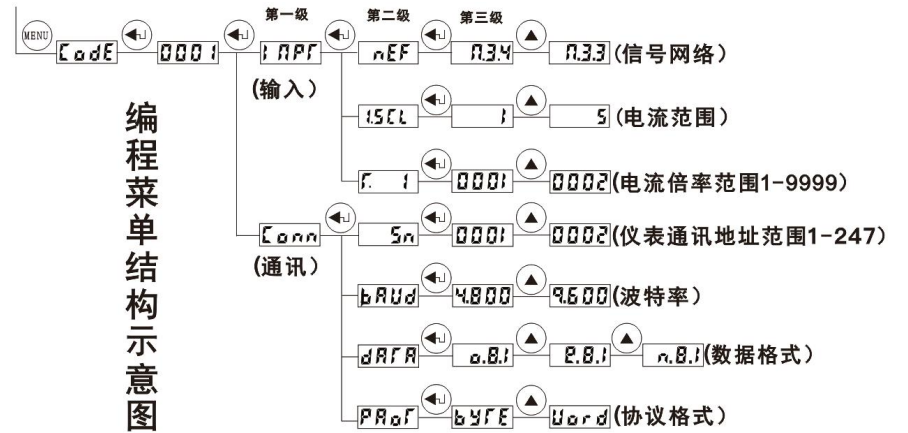 第一级 第二级 第三级
MENU CodE 0001 InPT nEF n.3.4 n.3.3 (信号网络)
(输入)
I.SCL 1 5 (电流范围)
T. 1 0001 0002 (电流倍率范围1-9999)
Conn Sn 0001 0002 (仪表通讯地址范围1-247)
(通讯)
bAUd 4.800 9.600 (波特率)
dATA o.8.1 E.8.1 n.8.1 (数据格式)
PRoT bYTE Word (协议格式)
编程菜单结构示意图